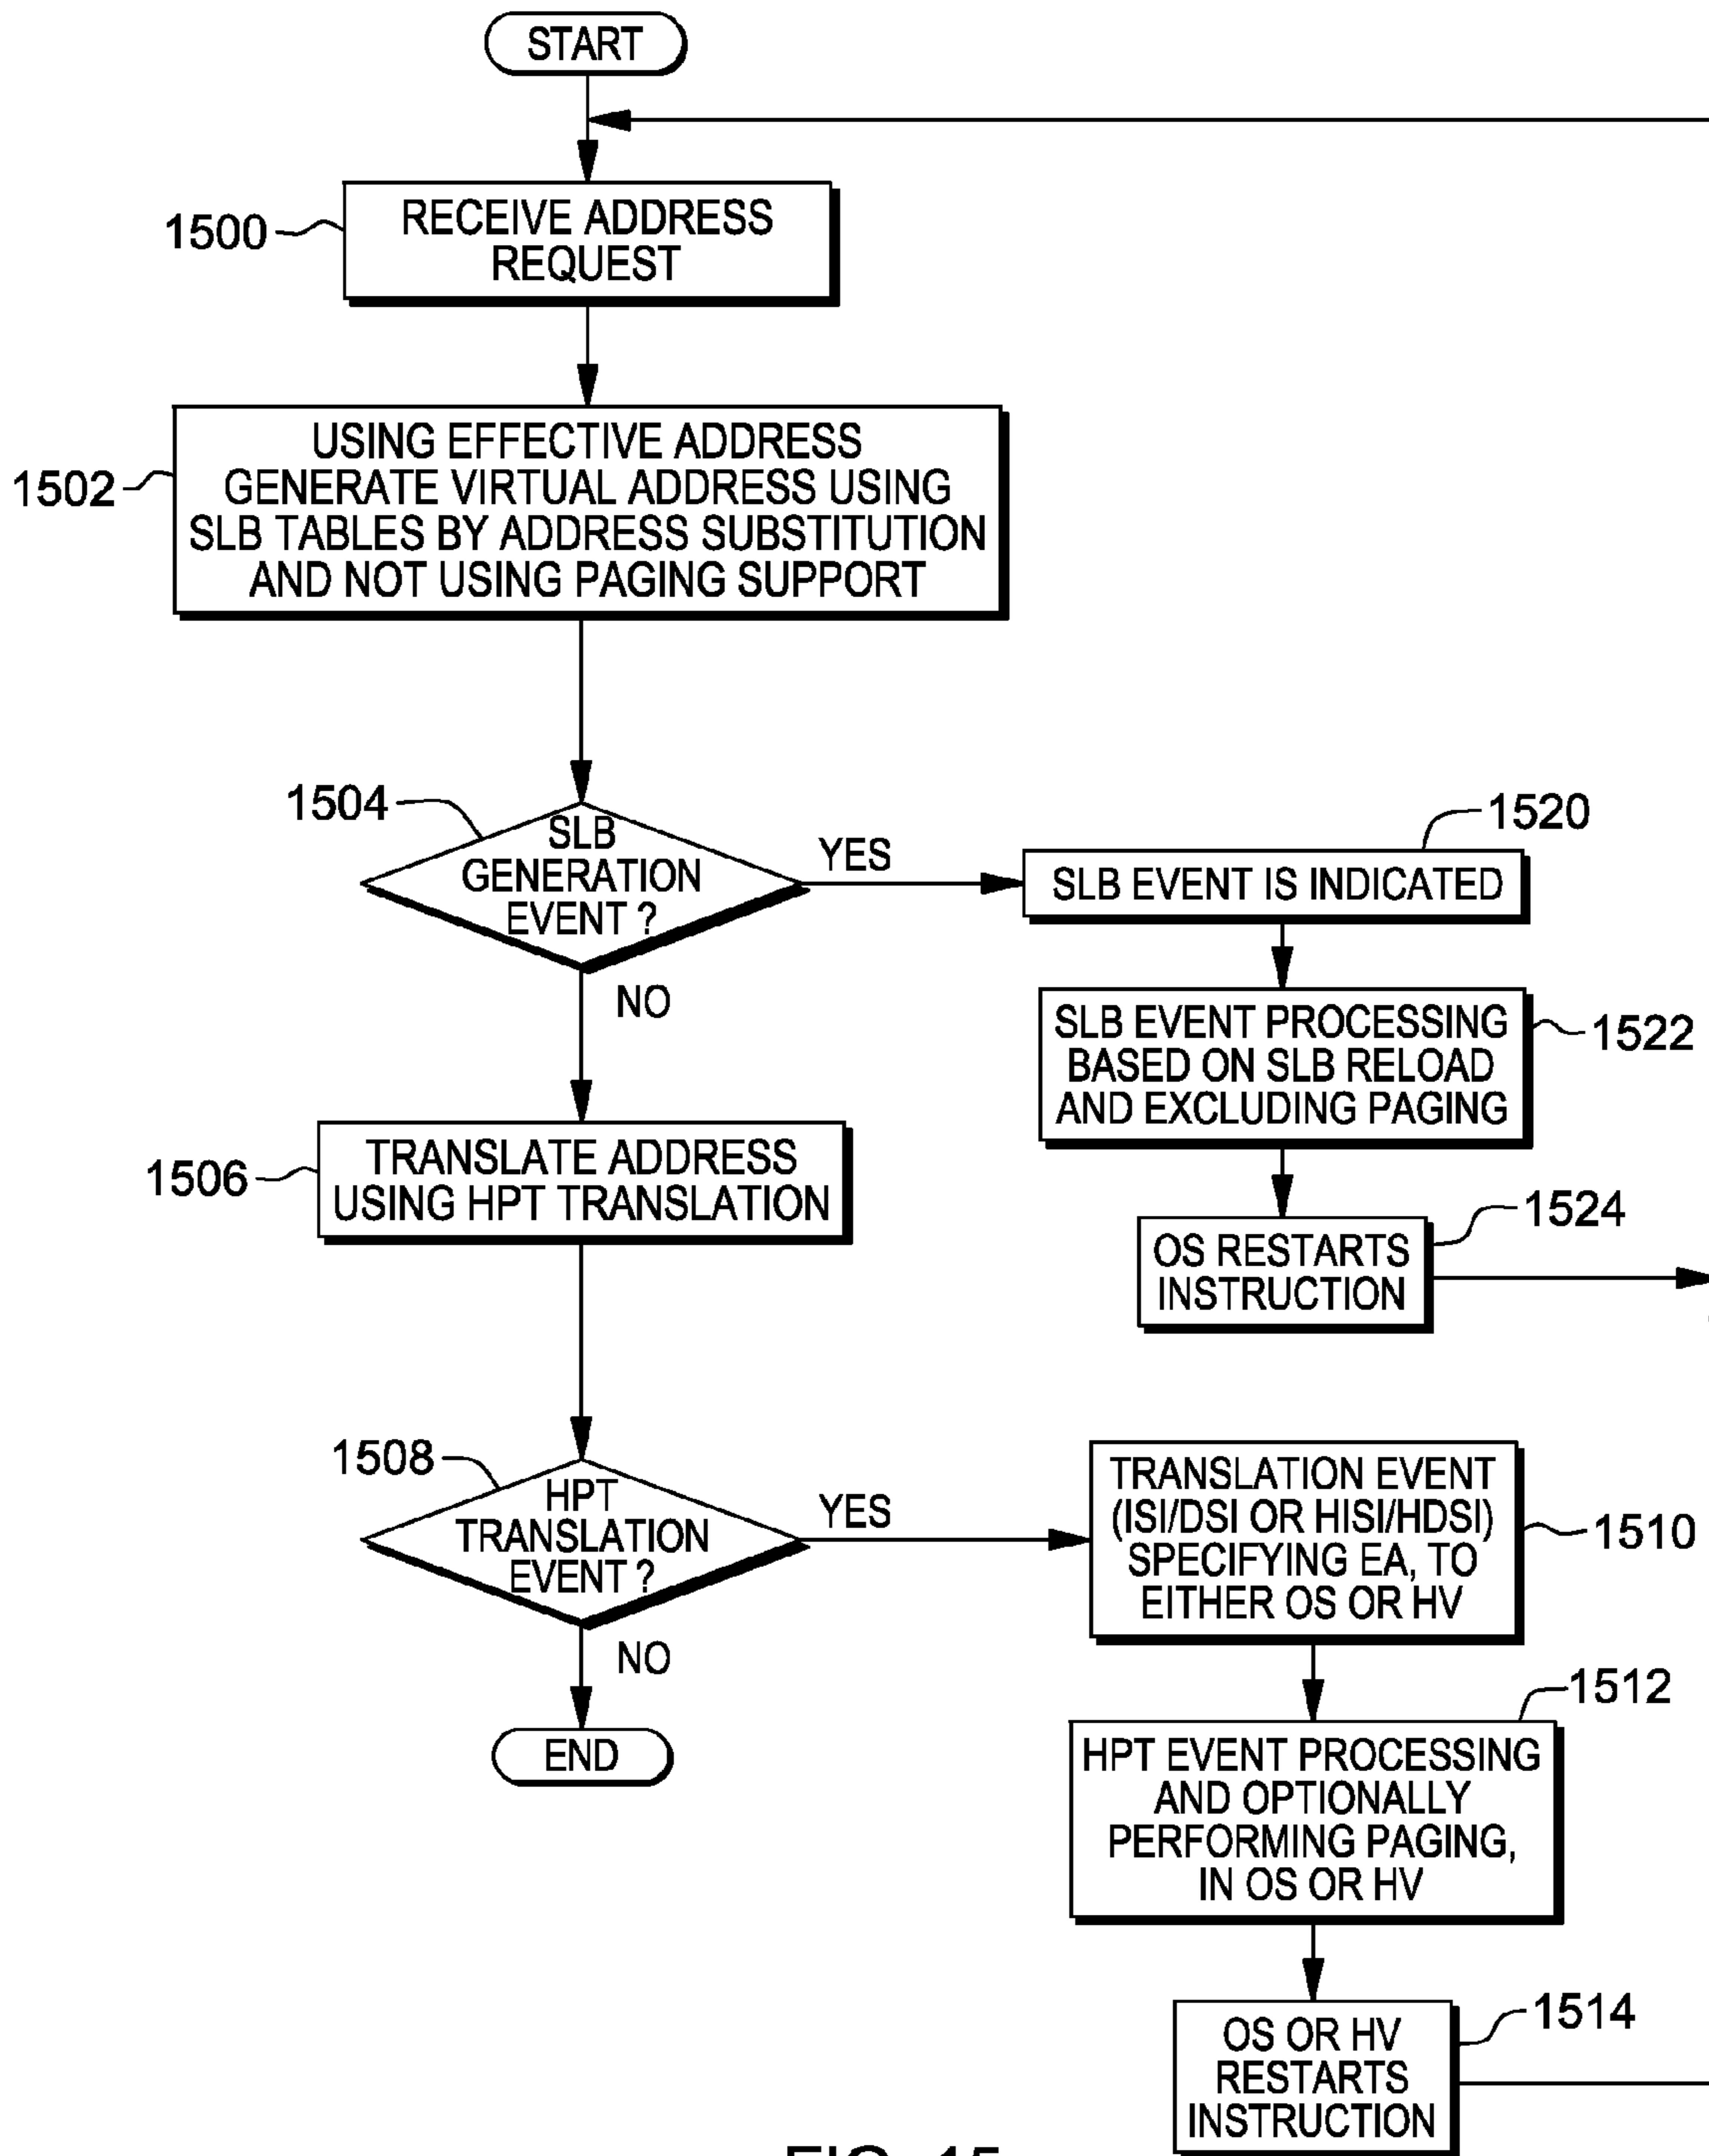 START
1500
RECEIVE ADDRESS
REQUEST
1502
USING EFFECTIVE ADDRESS
GENERATE VIRTUAL ADDRESS USING
SLB TABLES BY ADDRESS SUBSTITUTION
AND NOT USING PAGING SUPPORT
1504
SLB
GENERATION
EVENT ?
YES
NO
1520
SLB EVENT IS INDICATED
SLB EVENT PROCESSING
BASED ON SLB RELOAD
AND EXCLUDING PAGING
1522
1524
OS RESTARTS
INSTRUCTION
1506
TRANSLATE ADDRESS
USING HPT TRANSLATION
1508
HPT
TRANSLATION
EVENT ?
YES
NO
END
TRANSLATION EVENT
(ISI/DSI OR HISI/HDSI)
SPECIFYING EA, TO
EITHER OS OR HV
1510
1512
HPT EVENT PROCESSING
AND OPTIONALLY
PERFORMING PAGING,
IN OS OR HV
1514
OS OR HV
RESTARTS
INSTRUCTION
FIG. 15